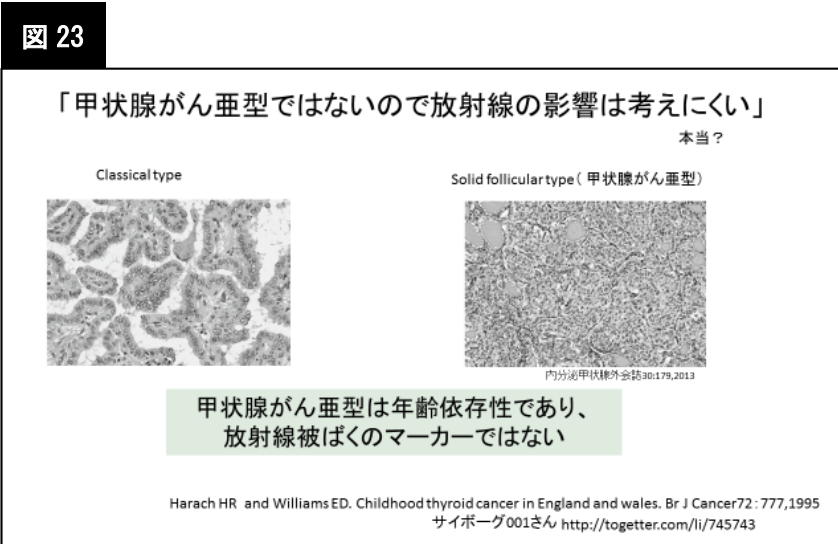 図 23
「甲状腺がん亜型ではないので放射線の影響は考えにくい」
本当？
Classical type
Solid follicular type（ 甲状腺がん亜型）
内分泌甲状腺外会誌30:179,2013
甲状腺がん亜型は年齢依存性であり、
放射線被ばくのマーカーではない
Harach HR and Williams ED. Childhood thyroid cancer in England and wales. Br J Cancer72：777,1995
サイボーグ001さん http://togetter.com/li/745743